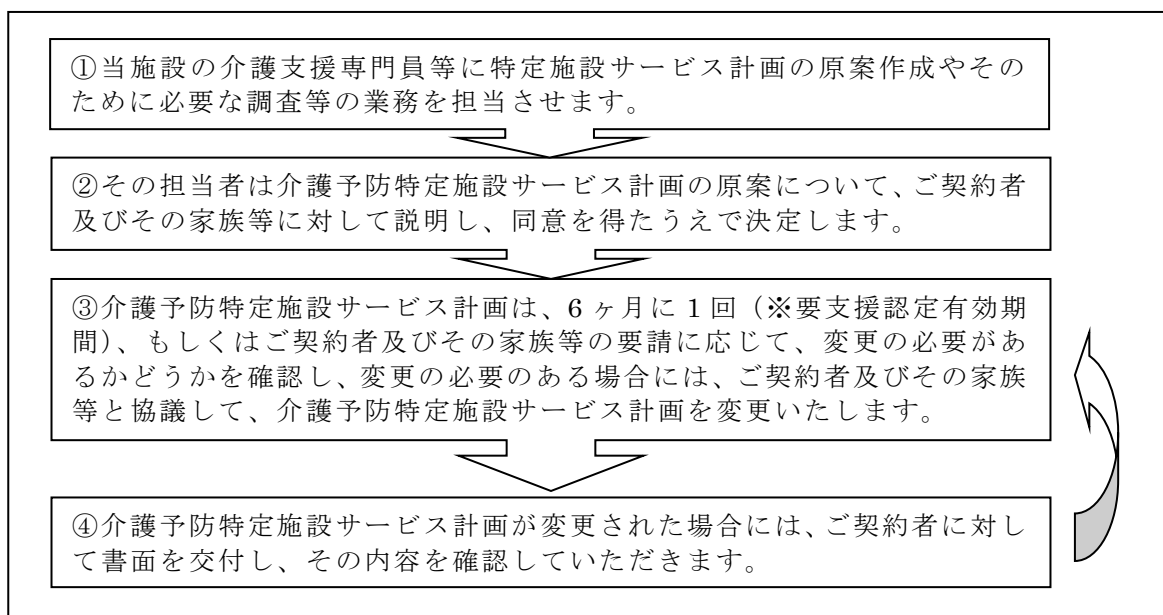 ①当施設の介護支援専門員等に特定施設サービス計画の原案作成やその
ために必要な調査等の業務を担当させます。
②その担当者は介護予防特定施設サービス計画の原案について、ご契約者
及びその家族等に対して説明し、同意を得たうえで決定します。
③介護予防特定施設サービス計画は、6ヶ月に1回（※要支援認定有効期
間）、もしくはご契約者及びその家族等の要請に応じて、変更の必要があ
るかどうかを確認し、変更の必要のある場合には、ご契約者及びその家族
等と協議して、介護予防特定施設サービス計画を変更いたします。
④介護予防特定施設サービス計画が変更された場合には、ご契約者に対し
て書面を交付し、その内容を確認していただきます。